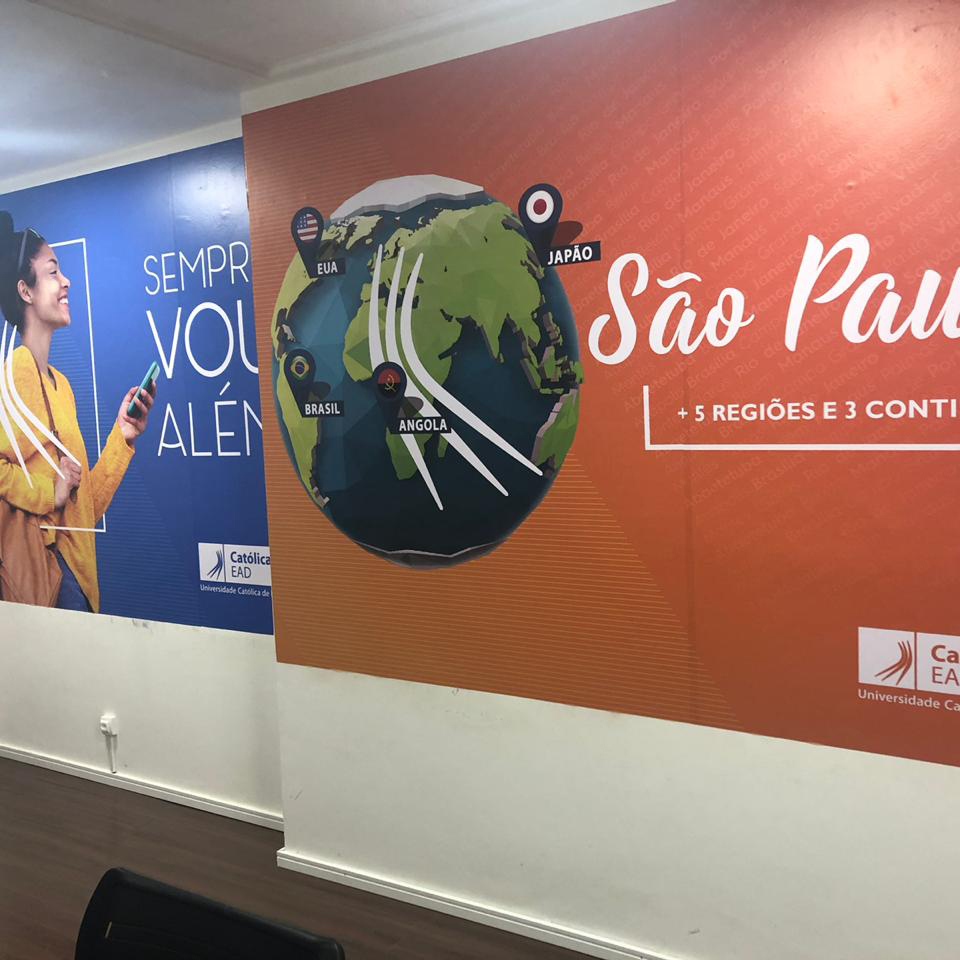 SEMPR
VOU
ALÉN
Católica
EAD
Universidade Católica de
EUA
JAPÃO
BRASIL
ANGOLA
São Pau
+ 5 REGIÕES E 3 CONTI
Ca
EA
Universidade Ca